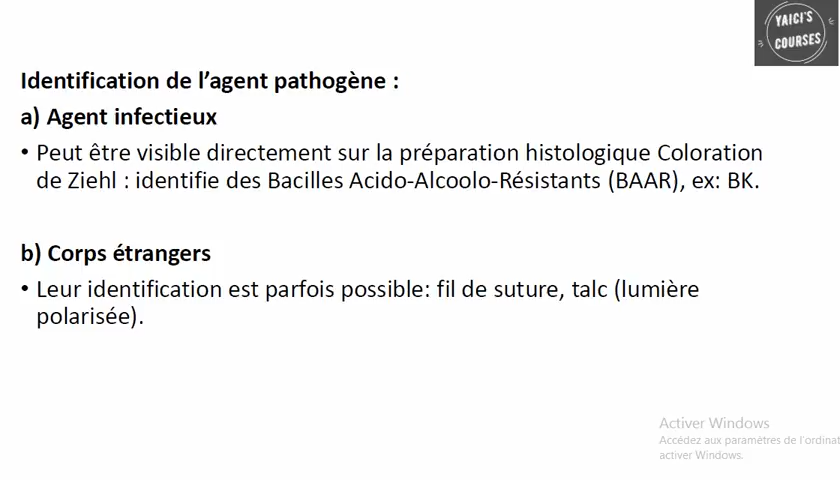 YAICI'S
COURSES
Identification de l’agent pathogène :
a) Agent infectieux
• Peut être visible directement sur la préparation histologique Coloration
de Ziehl : identifie des Bacilles Acido-Alcoolo-Résistants (BAAR), ex: BK.
b) Corps étrangers
• Leur identification est parfois possible: fil de suture, talc (lumière
polarisée).
Activer Windows
Accédez aux paramètres de l'ordinat
activer Windows.